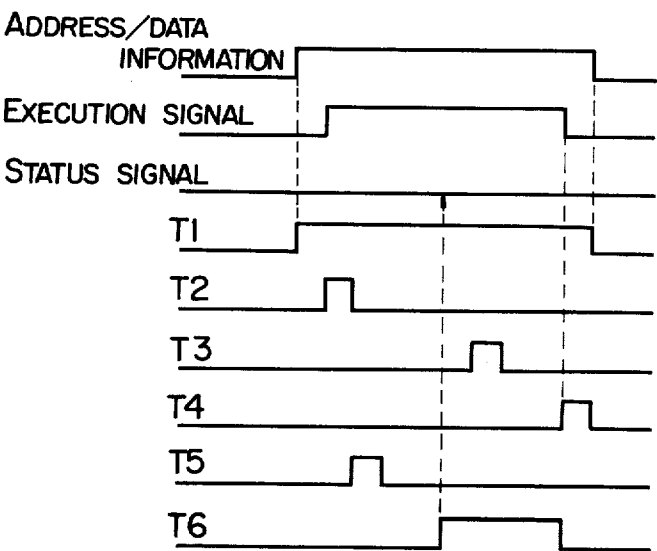 ADDRESS/DATA
INFORMATION
EXECUTION SIGNAL
STATUS SIGNAL
T1
T2
T3
T4
T5
T6